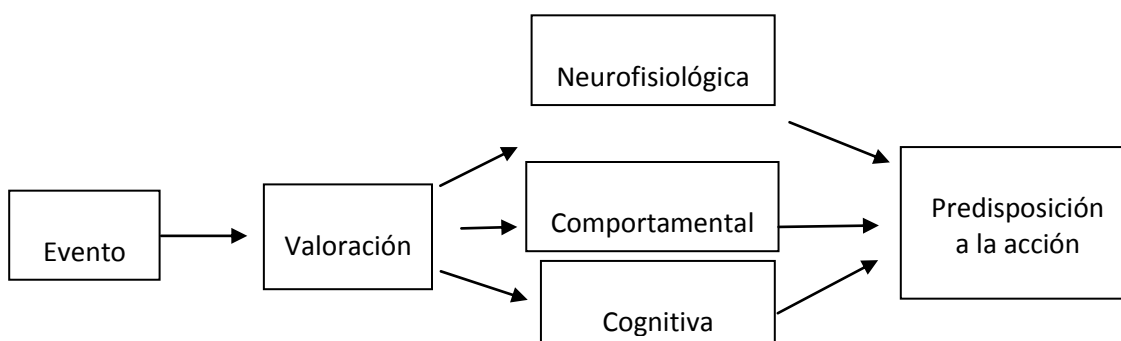 Evento
Valoración
Neurofisiológica
Comportamental
Cognitiva
Predisposición
a la acción